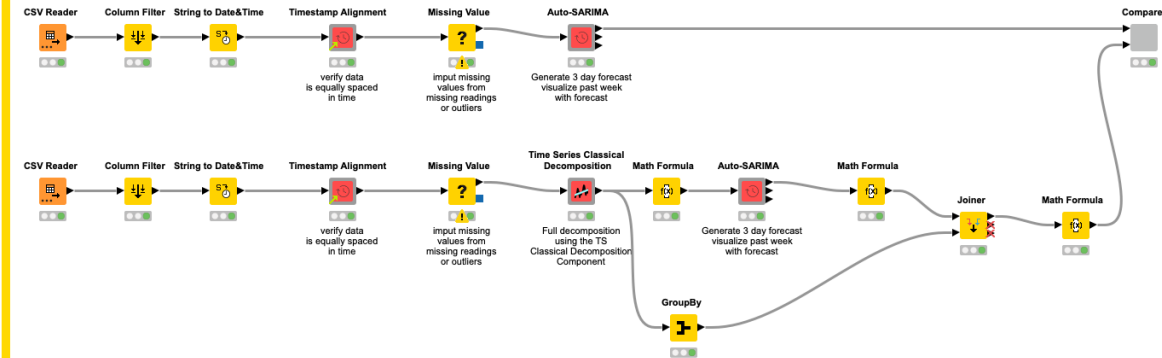 CSV Reader
Column Filter
String to Date&Time
Timestamp Alignment
Missing Value
Auto-SARIMA
Compare
verify data
is equally spaced
in time
imput missing
values from
missing readings
or outliers
Generate 3 day forecast
visualize past week
with forecast
CSV Reader
Column Filter
String to Date&Time
Timestamp Alignment
Missing Value
Time Series Classical
Decomposition
Math Formula
Auto-SARIMA
Math Formula
Joiner
Math Formula
verify data
is equally spaced
in time
imput missing
values from
missing readings
or outliers
Full decomposition
using the TS
Classical Decomposition
Component
Generate 3 day forecast
visualize past week
with forecast
GroupBy